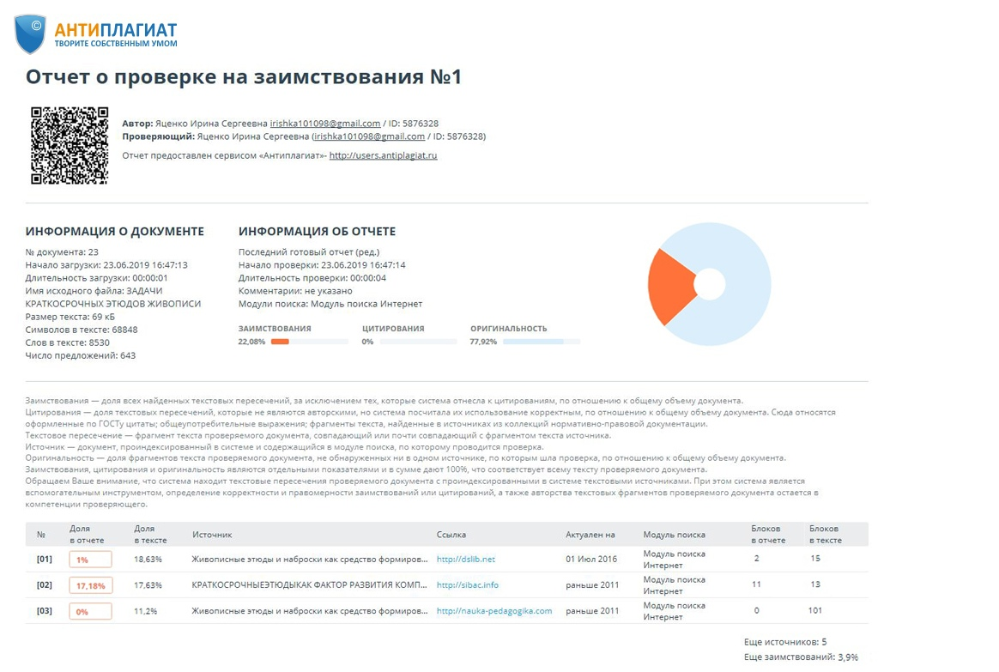 ©
АНТИПЛАГИАТ
ТВОРИТЕ СОБСТВЕННЫМ УМОМ
Отчет о проверке на заимствования №1
Автор: Яценко Ирина Сергеевна irishka101098@gmail.com / ID: 5876328
Проверяющий: Яценко Ирина Сергеевна (irishka101098@gmail.com / ID: 5876328)
Отчет предоставлен сервисом «Антиплагиат»- http://users.antiplagiat.ru
ИНФОРМАЦИЯ О ДОКУМЕНТЕ
№ документа: 23
Начало загрузки: 23.06.2019 16:47:13
Длительность загрузки: 00:00:01
Имя исходного файла: ЗАДАЧИ
КРАТКОСРОЧНЫХ ЭТЮДОВ ЖИВОПИСИ
Размер текста: 69 кБ
Символов в тексте: 68848
Слов в тексте: 8530
Число предложений: 643
ИНФОРМАЦИЯ ОБ ОТЧЕТЕ
Последний готовый отчет (ред.)
Начало проверки: 23.06.2019 16:47:14
Длительность проверки: 00:00:04
Комментарии: не указано
Модули поиска: Модуль поиска Интернет
ЗАИМСТВОВАНИЯ ЦИТИРОВАНИЯ ОРИГИНАЛЬНОСТЬ
22,08% 0% 77,92%
Заимствования — доля всех найденных текстовых пересечений, за исключением тех, которые система отнесла к цитированиям, по отношению к общему объему документа.
Цитирования — доля текстовых пересечений, которые не являются авторскими, но система посчитала их использование корректным, по отношению к общему объему документа. Сюда относятся
оформленные по ГОСТу цитаты; общеупотребительные выражения; фрагменты текста, найденные в источниках из коллекций нормативно-правовой документации.
Текстовое пересечение — фрагмент текста проверяемого документа, совпадающий или почти совпадающий с фрагментом текста источника.
Источник — документ, проиндексированный в системе и содержащийся в модуле поиска, по которому проводится проверка.
Оригинальность — доля фрагментов текста проверяемого документа, не обнаруженных ни в одном источнике, по которым шла проверка, по отношению к общему объему документа.
Заимствования, цитирования и оригинальность являются отдельными показателями и в сумме дают 100%, что соответствует всему тексту проверяемого документа.
Обращаем Ваше внимание, что система находит текстовые пересечения проверяемого документа с проиндексированными в системе текстовыми источниками. При этом система является
вспомогательным инструментом, определение корректности и правомерности заимствований или цитирований, а также авторства текстовых фрагментов проверяемого документа остается в
компетенции проверяющего.
№ Доля в отчете Доля в тексте Источник Ссылка Актуален на Модуль поиска Блоков в отчете Блоков в тексте
[01] 1% 18,63% Живописные этюды и наброски как средство формиров... http://dslib.net 01 Июл 2016 Модуль поиска Интернет 2 15
[02] 17,18% 17,63% КРАТКОСРОЧНЫЕЭТЮДЫКАК ФАКТОР РАЗВИТИЯ КОМП... http://sibac.info раньше 2011 Модуль поиска Интернет 11 13
[03] 0% 11,2% Живописные этюды и наброски как средство формиров... http://nauka-pedagogika.com раньше 2011 Модуль поиска Интернет 0 101
Еще источников: 5
Еще заимствований: 3,9%